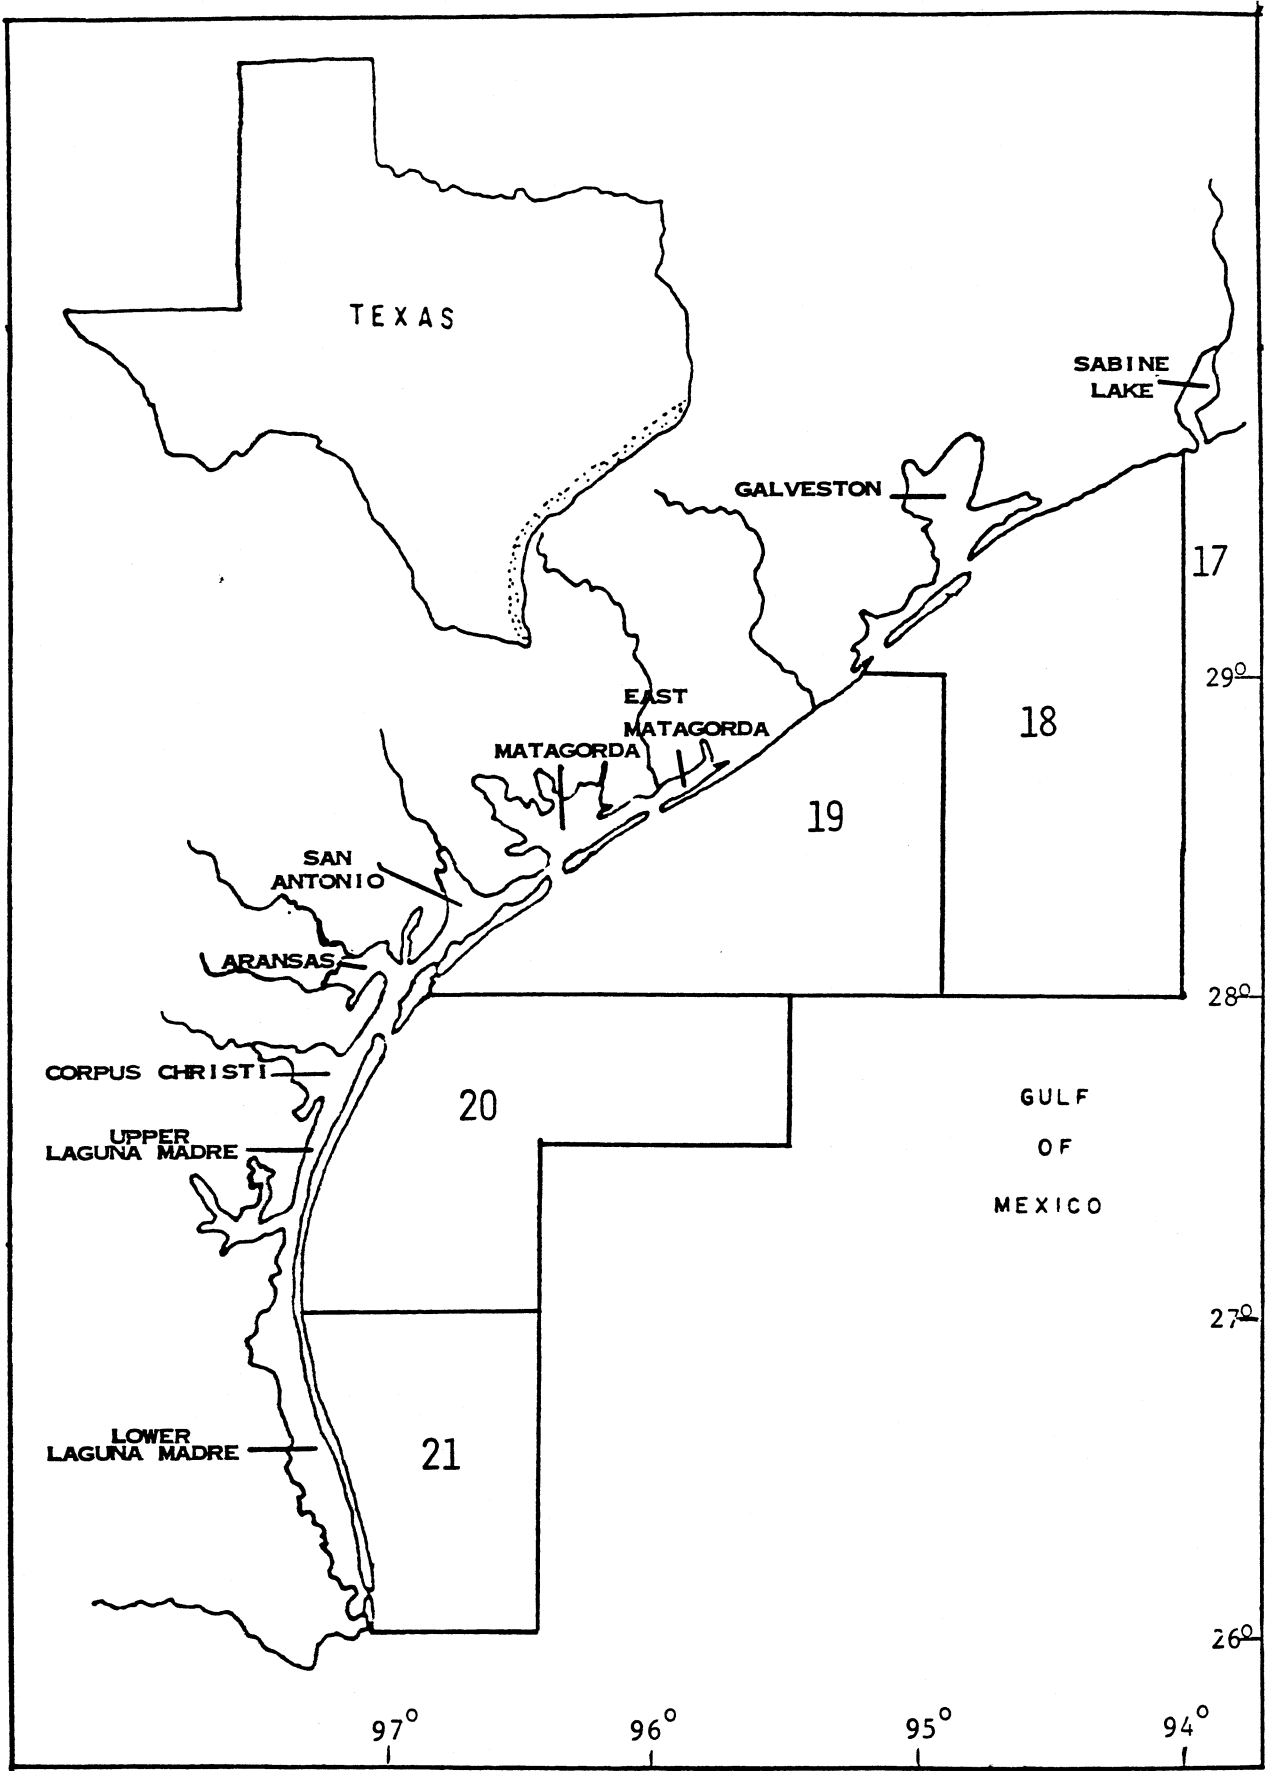 TEXAS
SABINE
LAKE
GALVESTON
17
29°
EAST
MATAGORDA
MATAGORDA
18
19
SAN
ANTONIO
ARANSAS
28°
CORPUS CHRISTI
20
GULF
OF
MEXICO
UPPER
LAGUNA MADRE
27°
LOWER
LAGUNA MADRE
21
26°
97°
96°
95°
94°